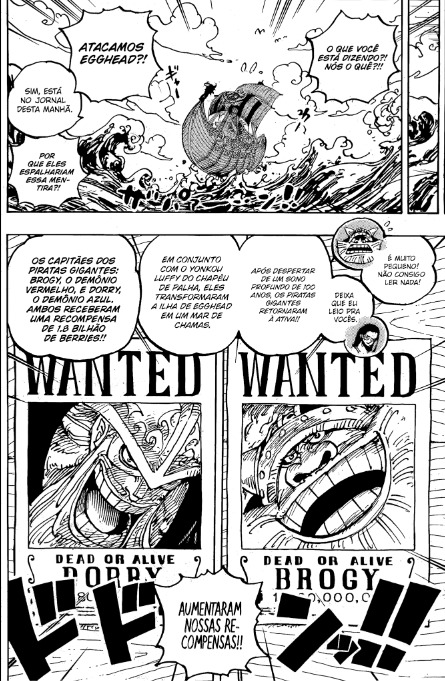 ATACAMOS
EGGHEAD?!
O QUE VOCÊ
ESTÁ DIZENDO?!
NÓS O QUÊ?!!
SIM, ESTÁ
NO JORNAL
DESTA MANHÃ.
POR
QUE ELES
ESPALHARIAM
ESSA MEN-
TIRA?!
É MUITO
PEQUENO!
NÃO CONSIGO
LER NADA!
DEIXA
QUE EU
LEIO PRA
VOCÊS.
APÓS DESPERTAR
DE UM SONO
PROFUNDO DE 100
ANOS, OS PIRATAS
GIGANTES
RETORNARAM
À ATIVA!!
EM CONJUNTO
COM O YONKOU
LUFFY DO CHAPÉU
DE PALHA, ELES
TRANSFORMARAM
A ILHA DE EGGHEAD
EM UM MAR DE
CHAMAS.
OS CAPITÃES DOS
PIRATAS GIGANTES:
BROGY, O DEMÔNIO
VERMELHO, E DORRY,
O DEMÔNIO AZUL.
AMBOS RECEBERAM
UMA RECOMPENSA
DE 1.8 BILHÃO
DE BERRIES!!
WANTED
DEAD OR ALIVE
DORRY
WANTED
DEAD OR ALIVE
BROGY
AUMENTARAM
NOSSAS RE-
COMPENSAS!!
ドドンッ!!